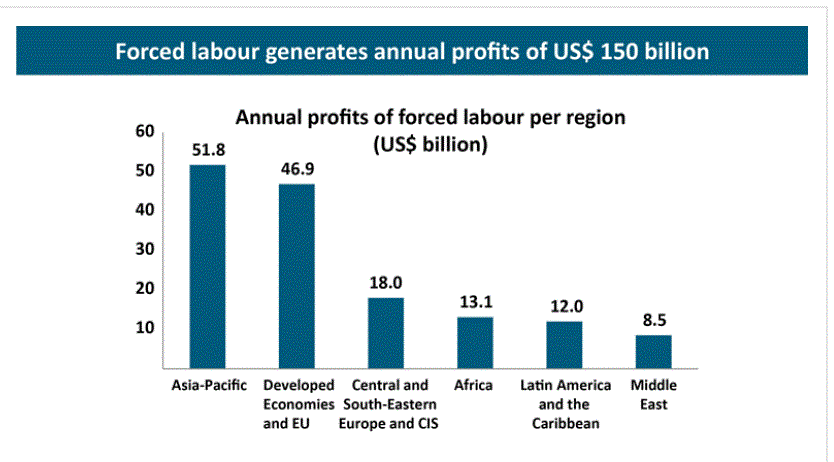 Forced labour generates annual profits of US$ 150 billion
Annual profits of forced labour per region
(US$ billion)
60
50
40
30
20
10
51.8
46.9
18.0
13.1
12.0
8.5
Asia-Pacific
Developed
Economies
and EU
Central and
South-Eastern
Europe and CIS
Africa
Latin America
and the
Caribbean
Middle
East